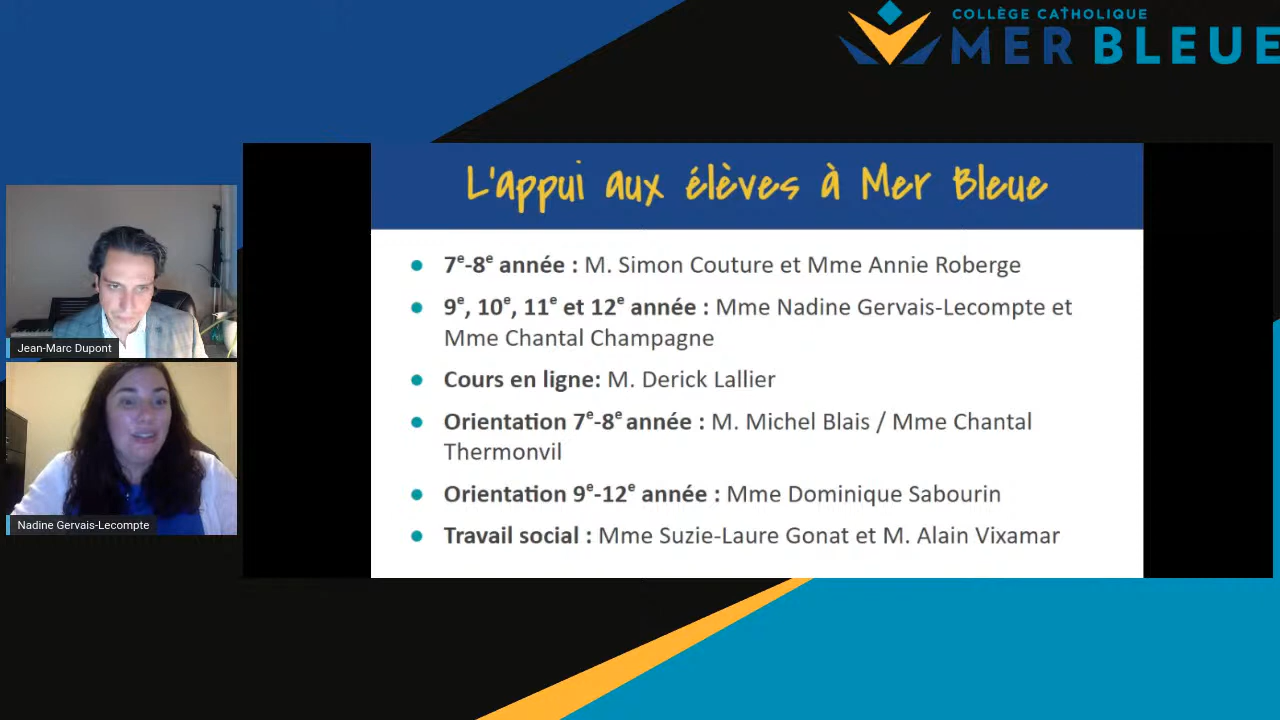 COLLÈGE CATHOLIQUE
MER BLEUE
L'appui aux élèves à Mer Bleue
7e-8e année : M. Simon Couture et Mme Annie Roberge
9e, 10e, 11e et 12e année : Mme Nadine Gervais-Lecompte et
Mme Chantal Champagne
Cours en ligne: M. Derick Lallier
Orientation 7e-8e année : M. Michel Blais / Mme Chantal
Thermonvil
Orientation 9e-12e année : Mme Dominique Sabourin
Travail social : Mme Suzie-Laure Gonat et M. Alain Vixamar
Jean-Marc Dupont
Nadine Gervais-Lecompte